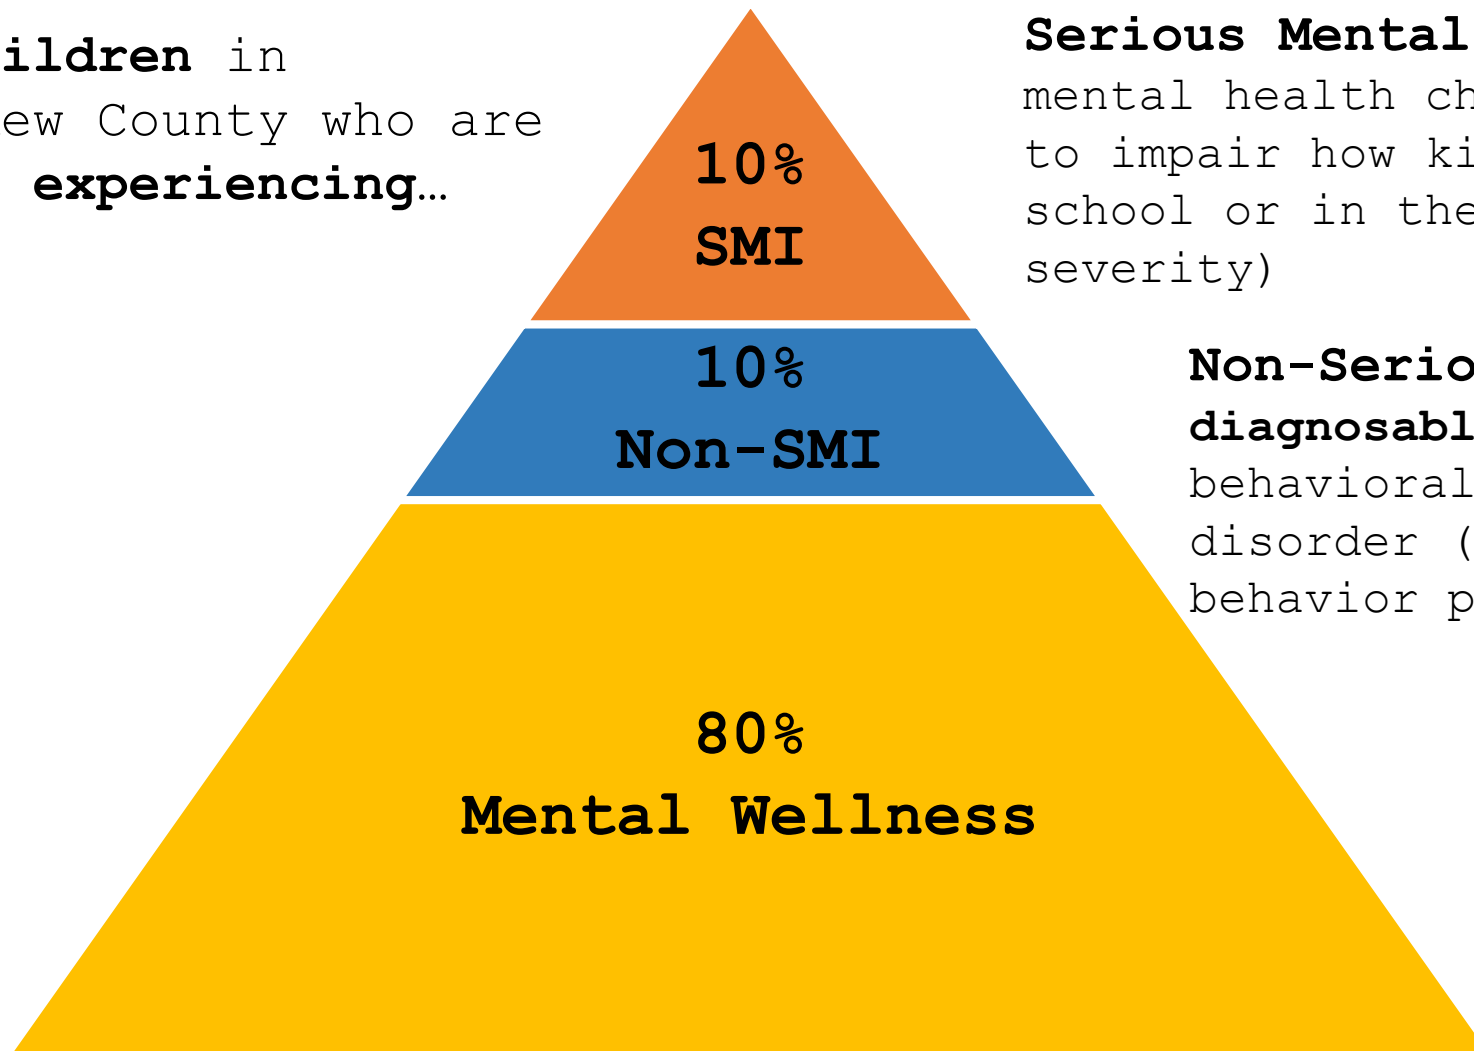 ildren in
ew County who are
experiencing…
10%
SMI
Serious Mental
mental health ch
to impair how ki
school or in the
severity)
10%
Non-SMI
Non-Serio
diagnosabl
behavioral
disorder (
behavior p
80%
Mental Wellness